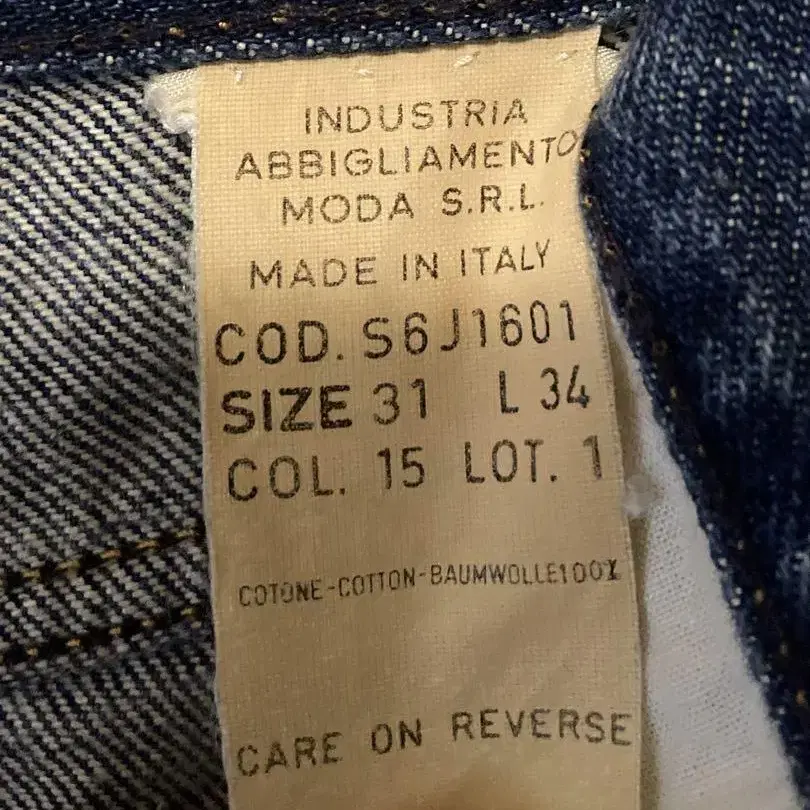 INDUSTRIA
ABBIGLIAMENTO
MODA S.R.L.
MADE IN ITALY
COD. S6J1601
SIZE 31 L 34
COL. 15 LOT. 1
COTONE-COTTON-BAUMWOLLE100%
CARE ON REVERSE